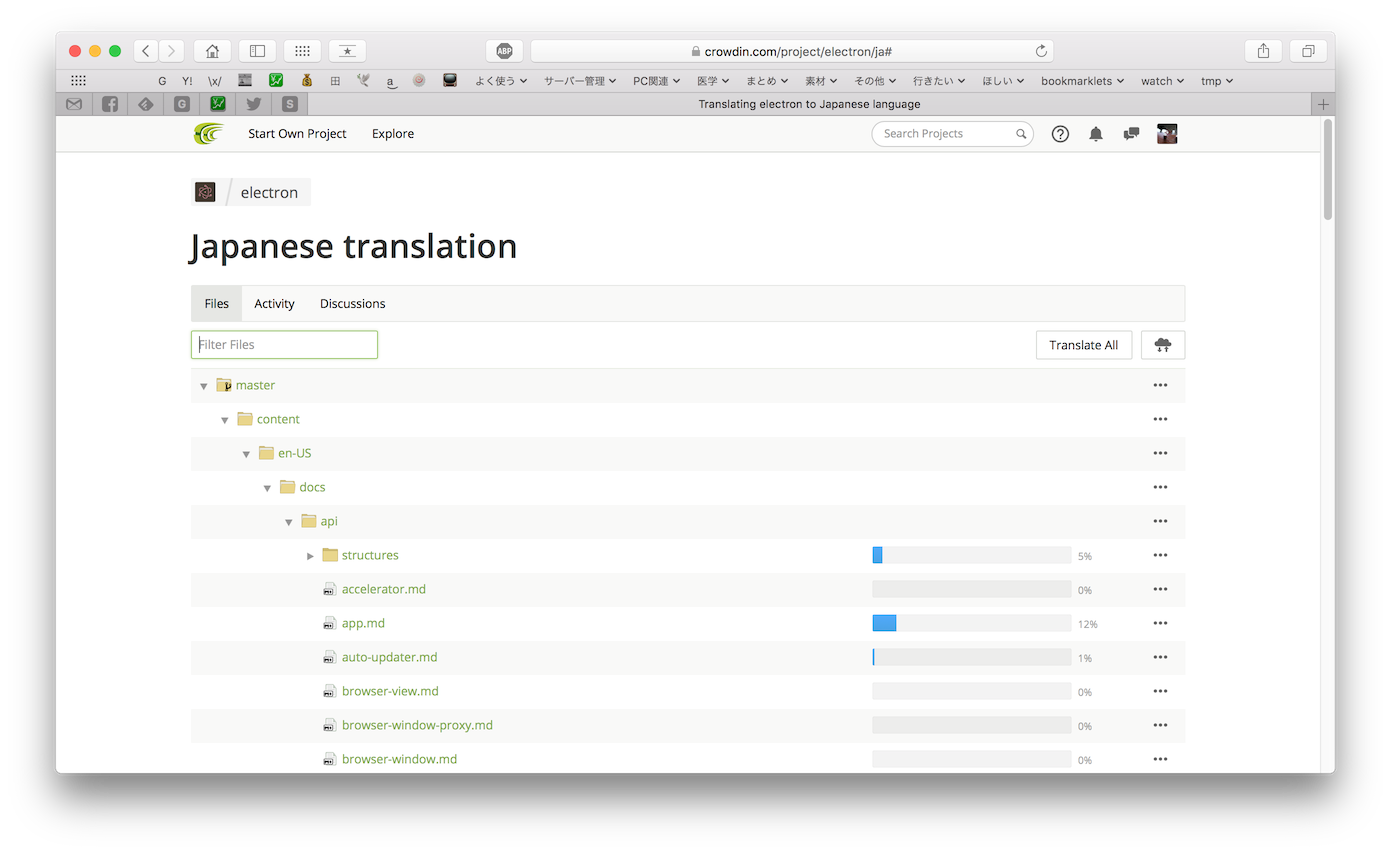 ABP
crowdin.com/project/electron/ja#
G Y! \x/ 田 a よく使う サーバー管理 PC関連 医学 まとめ 素材 その他 行きたい ほしい bookmarklets watch tmp
G S Translating electron to Japanese language
Start Own Project Explore Search Projects
electron
Japanese translation
Files Activity Discussions
Filter Files Translate All
master
content
en-US
docs
api
structures 5%
accelerator.md 0%
app.md 12%
auto-updater.md 1%
browser-view.md 0%
browser-window-proxy.md 0%
browser-window.md 0%